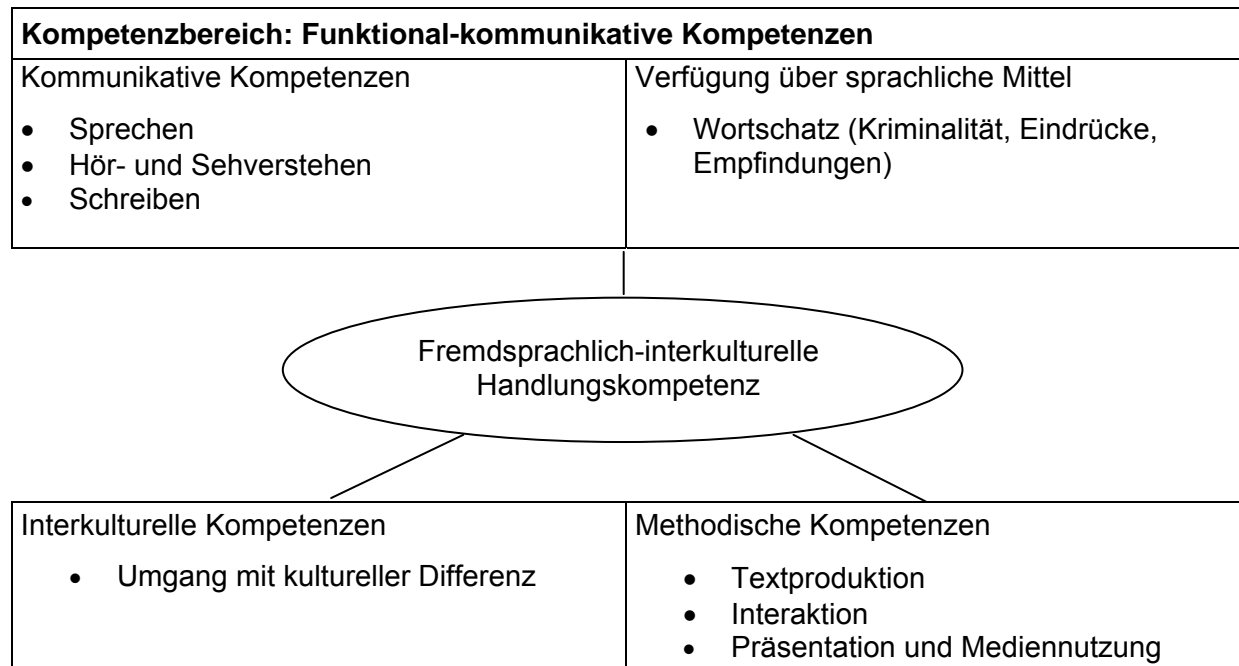 Kompetenzbereich: Funktional-kommunikative Kompetenzen
Kommunikative Kompetenzen
• Sprechen
• Hör- und Sehverstehen
• Schreiben
Verfügung über sprachliche Mittel
• Wortschatz (Kriminalität, Eindrücke,
Empfindungen)
Fremdsprachlich-interkulturelle
Handlungskompetenz
Interkulturelle Kompetenzen
• Umgang mit kultureller Differenz
Methodische Kompetenzen
• Textproduktion
• Interaktion
• Präsentation und Mediennutzung